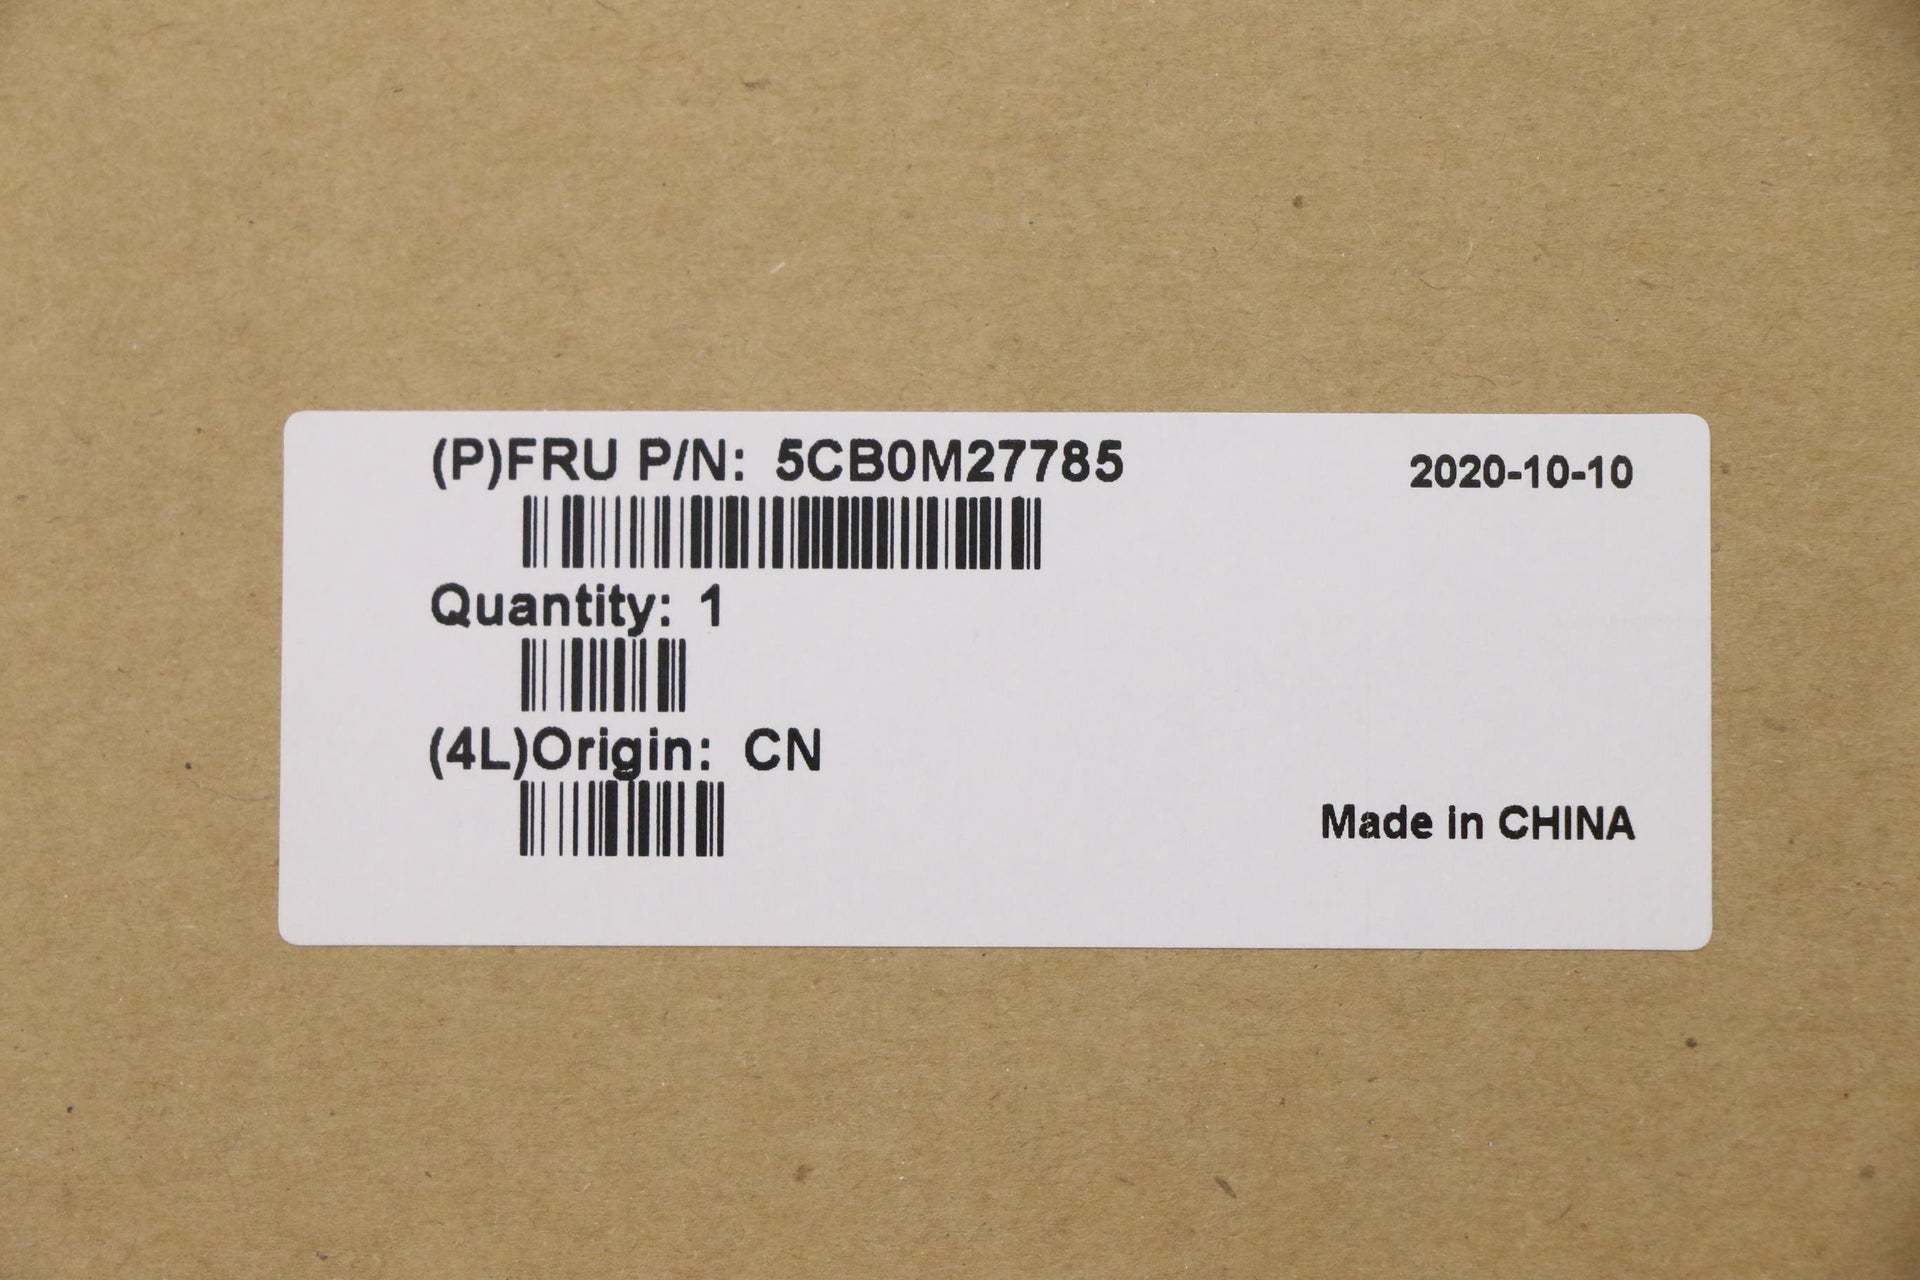 (P)FRU P/N: 5CB0M27785
2020-10-10
Quantity: 1
(4L)Origin: CN
Made in CHINA